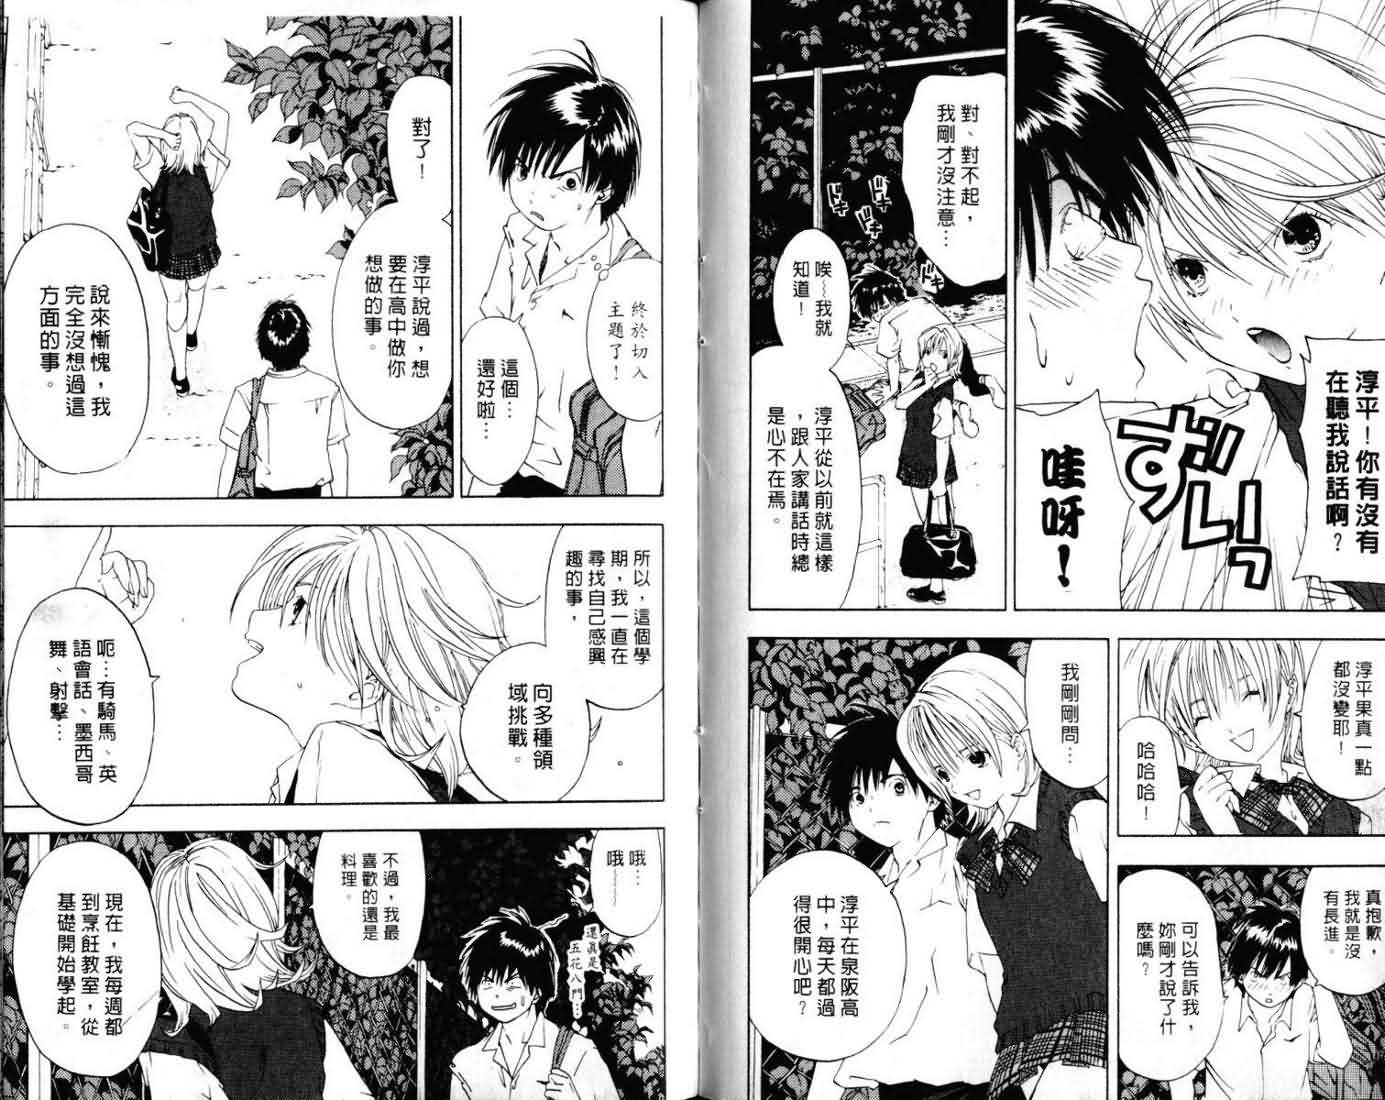 淳平！你有沒有
在聽我說話啊？
ずいっ
哇呀！
對、對不起，
我剛才沒注意…
ドキ
ドキ
ドキ
唉~我就
知道！
淳平從以前就這樣
，跟人家講話時總
是心不在焉。
淳平果真一點
都沒變耶！
哈哈哈！
真抱歉，
我就是沒
有長進。
可以告訴我，
妳剛才說了什
麼嗎？
我剛剛問…
淳平在泉阪高
中，每天都過
得很開心吧？
終於切入
主題了！
這個…
還好啦…
對了！
淳平說過，想
要在高中做你
想做的事。
說來慚愧，我
完全沒想過這
方面的事。
所以，這個學
期，我一直在
尋找自己感興
趣的事，
向多種領
域挑戰。
呃…有騎馬、英
語會話、墨西哥
舞、射擊…
哦…
哦~~~
還真是
五花八門…
不過，我最
喜歡的還是
料理。
現在，我每週都
到烹飪教室，從
基礎開始學起。